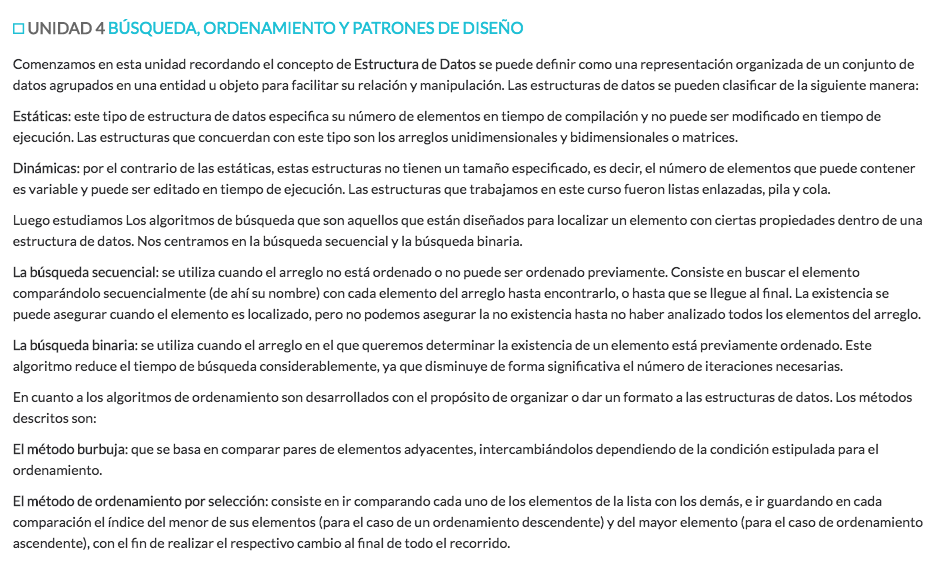 UNIDAD 4 BÚSQUEDA, ORDENAMIENTO Y PATRONES DE DISEÑO
Comenzamos en esta unidad recordando el concepto de Estructura de Datos se puede definir como una representación organizada de un conjunto de
datos agrupados en una entidad u objeto para facilitar su relación y manipulación. Las estructuras de datos se pueden clasificar de la siguiente manera:
Estáticas: este tipo de estructura de datos especifica su número de elementos en tiempo de compilación y no puede ser modificado en tiempo de
ejecución. Las estructuras que concuerdan con este tipo son los arreglos unidimensionales y bidimensionales o matrices.
Dinámicas: por el contrario de las estáticas, estas estructuras no tienen un tamaño especificado, es decir, el número de elementos que puede contener
es variable y puede ser editado en tiempo de ejecución. Las estructuras que trabajamos en este curso fueron listas enlazadas, pila y cola.
Luego estudiamos Los algoritmos de búsqueda que son aquellos que están diseñados para localizar un elemento con ciertas propiedades dentro de una
estructura de datos. Nos centramos en la búsqueda secuencial y la búsqueda binaria.
La búsqueda secuencial: se utiliza cuando el arreglo no está ordenado o no puede ser ordenado previamente. Consiste en buscar el elemento
comparándolo secuencialmente (de ahí su nombre) con cada elemento del arreglo hasta encontrarlo, o hasta que se llegue al final. La existencia se
puede asegurar cuando el elemento es localizado, pero no podemos asegurar la no existencia hasta no haber analizado todos los elementos del arreglo.
La búsqueda binaria: se utiliza cuando el arreglo en el que queremos determinar la existencia de un elemento está previamente ordenado. Este
algoritmo reduce el tiempo de búsqueda considerablemente, ya que disminuye de forma significativa el número de iteraciones necesarias.
En cuanto a los algoritmos de ordenamiento son desarrollados con el propósito de organizar o dar un formato a las estructuras de datos. Los métodos
descritos son:
El método burbuja: que se basa en comparar pares de elementos adyacentes, intercambiándolos dependiendo de la condición estipulada para el
ordenamiento.
El método de ordenamiento por selección: consiste en ir comparando cada uno de los elementos de la lista con los demás, e ir guardando en cada
comparación el índice del menor de sus elementos (para el caso de un ordenamiento descendente) y del mayor elemento (para el caso de ordenamiento
ascendente), con el fin de realizar el respectivo cambio al final de todo el recorrido.